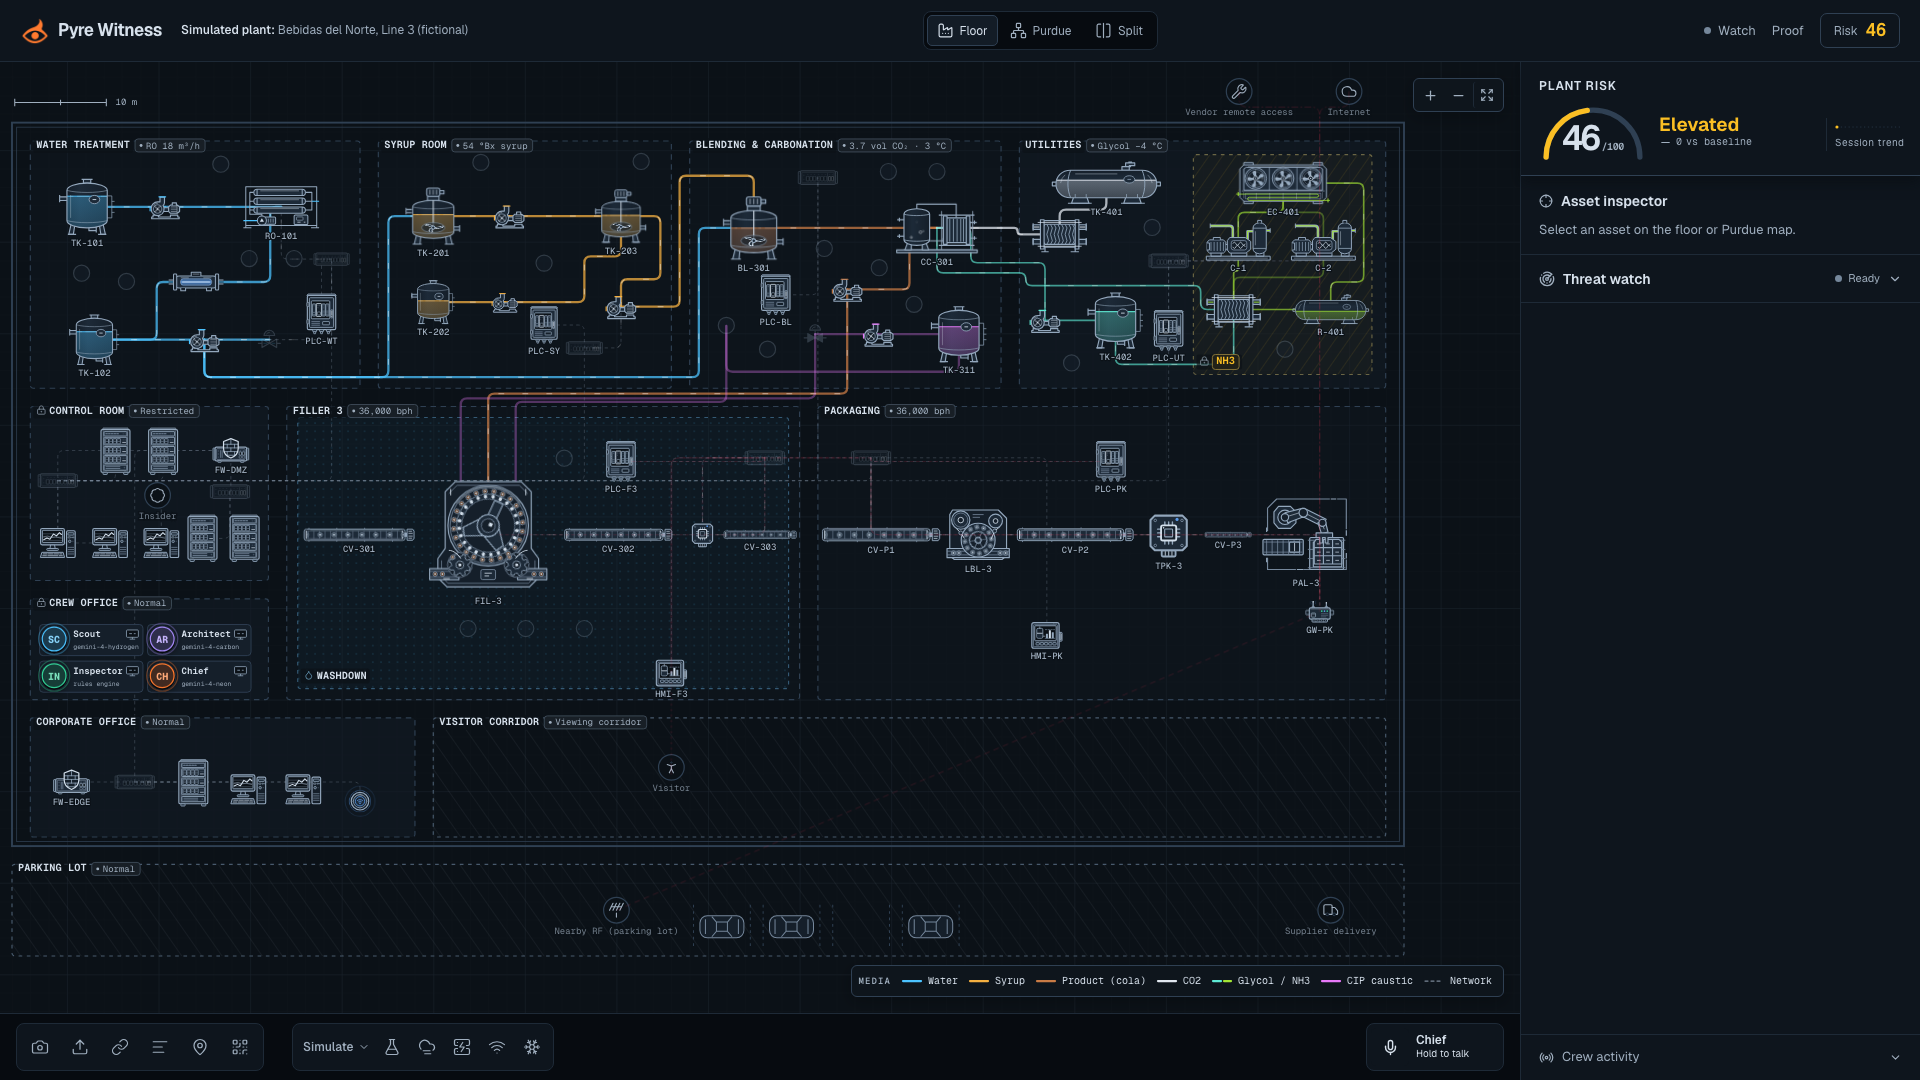 Pyre Witness
Simulated plant: Bebidas del Norte, Line 3 (fictional)
Floor
Purdue
Split
Watch
Proof
Risk 46
10 m
Vendor remote access
Internet
WATER TREATMENT
RO 18 m³/h
SYRUP ROOM
54 °Bx syrup
BLENDING & CARBONATION
3.7 vol CO₂ · 3 °C
UTILITIES
Glycol −4 °C
TK-101
RO-101
TK-102
PLC-WT
TK-201
TK-203
TK-202
PLC-SY
BL-301
CC-301
PLC-BL
TK-311
TK-401
EC-401
C-1
C-2
TK-402
PLC-UT
R-401
NH3
CONTROL ROOM
Restricted
FW-DMZ
Insider
FILLER 3
36,000 bph
PLC-F3
CV-301
CV-302
CV-303
FIL-3
WASHDOWN
HMI-F3
PACKAGING
36,000 bph
PLC-PK
CV-P1
LBL-3
CV-P2
TPK-3
CV-P3
PAL-3
GW-PK
HMI-PK
CREW OFFICE
Normal
SC
Scout
gemini-4-hydrogen
AR
Architect
gemini-4-carbon
IN
Inspector
rules engine
CH
Chief
gemini-4-neon
CORPORATE OFFICE
Normal
FW-EDGE
VISITOR CORRIDOR
Viewing corridor
Visitor
PARKING LOT
Normal
Nearby RF (parking lot)
Supplier delivery
MEDIA
Water
Syrup
Product (cola)
CO2
Glycol / NH3
CIP caustic
Network
Simulate
Chief
Hold to talk
PLANT RISK
46/100
Elevated
— 0 vs baseline
Session trend
Asset inspector
Select an asset on the floor or Purdue map.
Threat watch
Ready
Crew activity